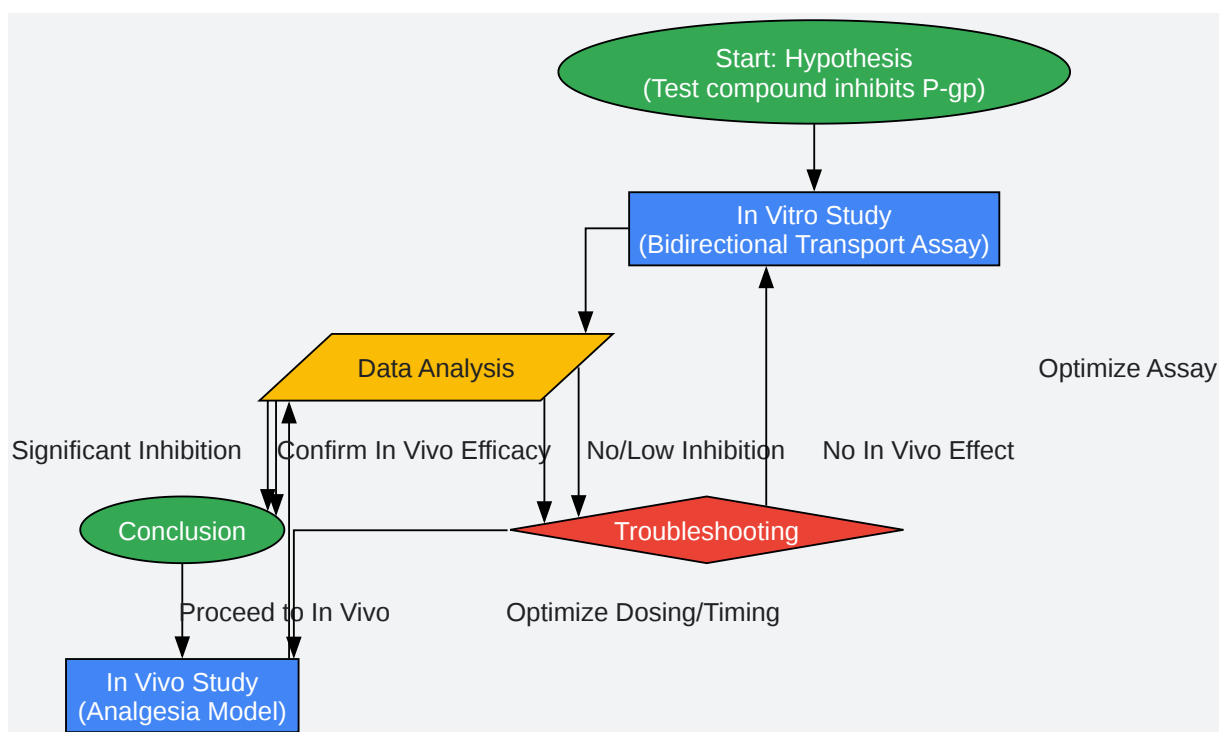 Start: Hypothesis
(Test compound inhibits P-gp)
In Vitro Study
(Bidirectional Transport Assay)
Data Analysis
Optimize Assay
Significant Inhibition
Confirm In Vivo Efficacy
No/Low Inhibition
No In Vivo Effect
Conclusion
Troubleshooting
Proceed to In Vivo
Optimize Dosing/Timing
In Vivo Study
(Analgesia Model)